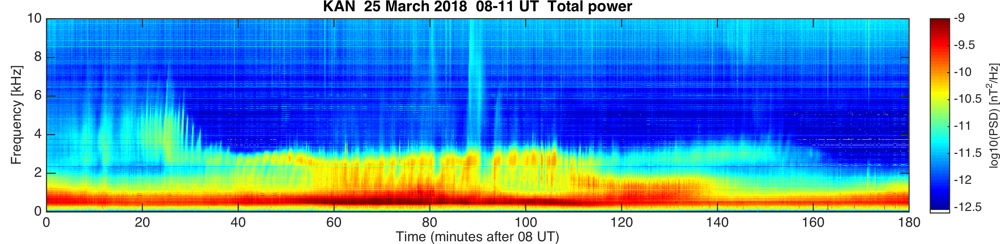 KAN 25 March 2018 08-11 UT Total power
10
8
6
4
2
0
Frequency [kHz]
0 20 40 60 80 100 120 140 160 180
Time (minutes after 08 UT)
-9
-9.5
-10
-10.5
-11
-11.5
-12
-12.5
log10(PSD) [nT²/Hz]